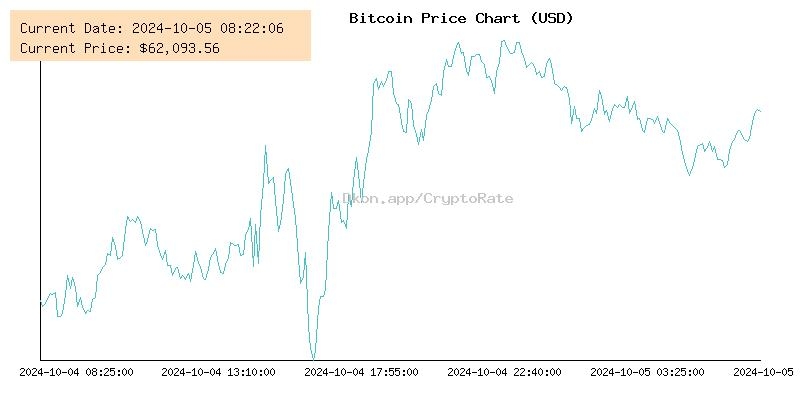 Bitcoin Price Chart (USD)
Current Date: 2024-10-05 08:22:06
Current Price: $62,093.56
Dkon.app/CryptoRate
2024-10-04 08:25:00 2024-10-04 13:10:00 2024-10-04 17:55:00 2024-10-04 22:40:00 2024-10-05 03:25:00 2024-10-05